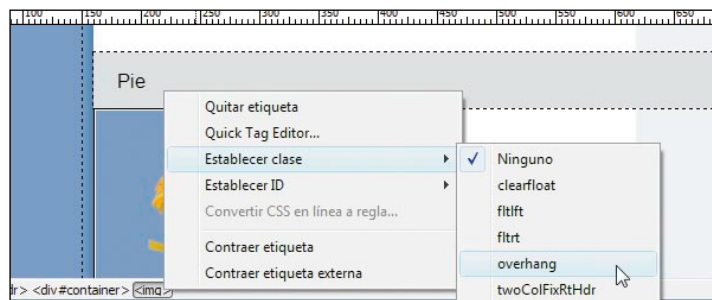 100 150 200 250 300 350 400 450 500 550 600 650
Pie
Quitar etiqueta
Quick Tag Editor...
Establecer clase
Establecer ID
Convertir CSS en línea a regla...
Contraer etiqueta
Contraer etiqueta externa
Ninguno
clearfloat
fltlft
fltrt
overhang
twoColFixRtHdr
dr> <div#container> <img>